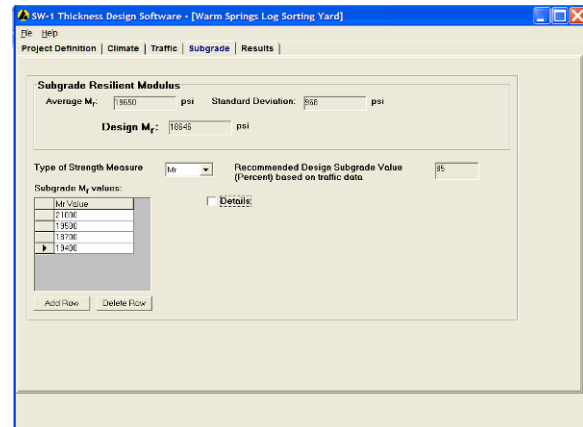 SW-1 Thickness Design Software - [Warm Springs Log Sorting Yard]
File Help
Project Definition | Climate | Traffic | Subgrade | Results
Subgrade Resilient Modulus
Average Mr: 19650 psi Standard Deviation: 968 psi
Design Mr: 18646 psi
Type of Strength Measure Mr Recommended Design Subgrade Value 85
(Percent) based on traffic data
Subgrade Mr values:
Details
Mr Value
21000
19500
18700
19400
Add Row Delete Row